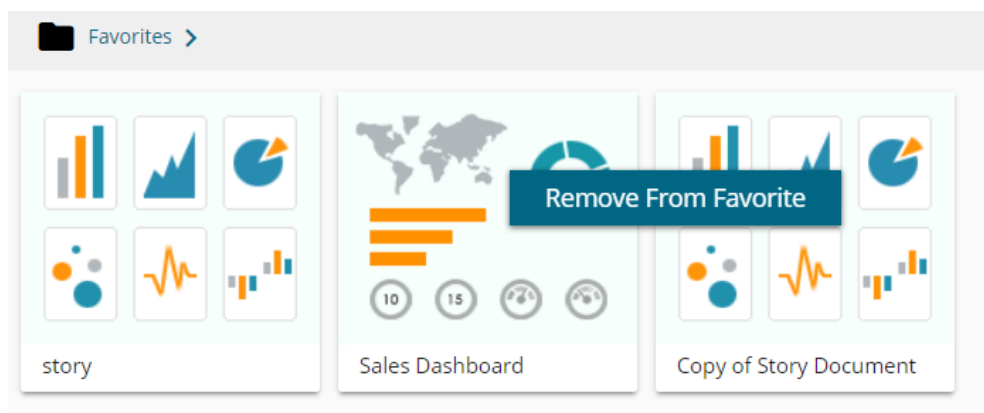 Favorites
Remove From Favorite
10
15
story
Sales Dashboard
Copy of Story Document